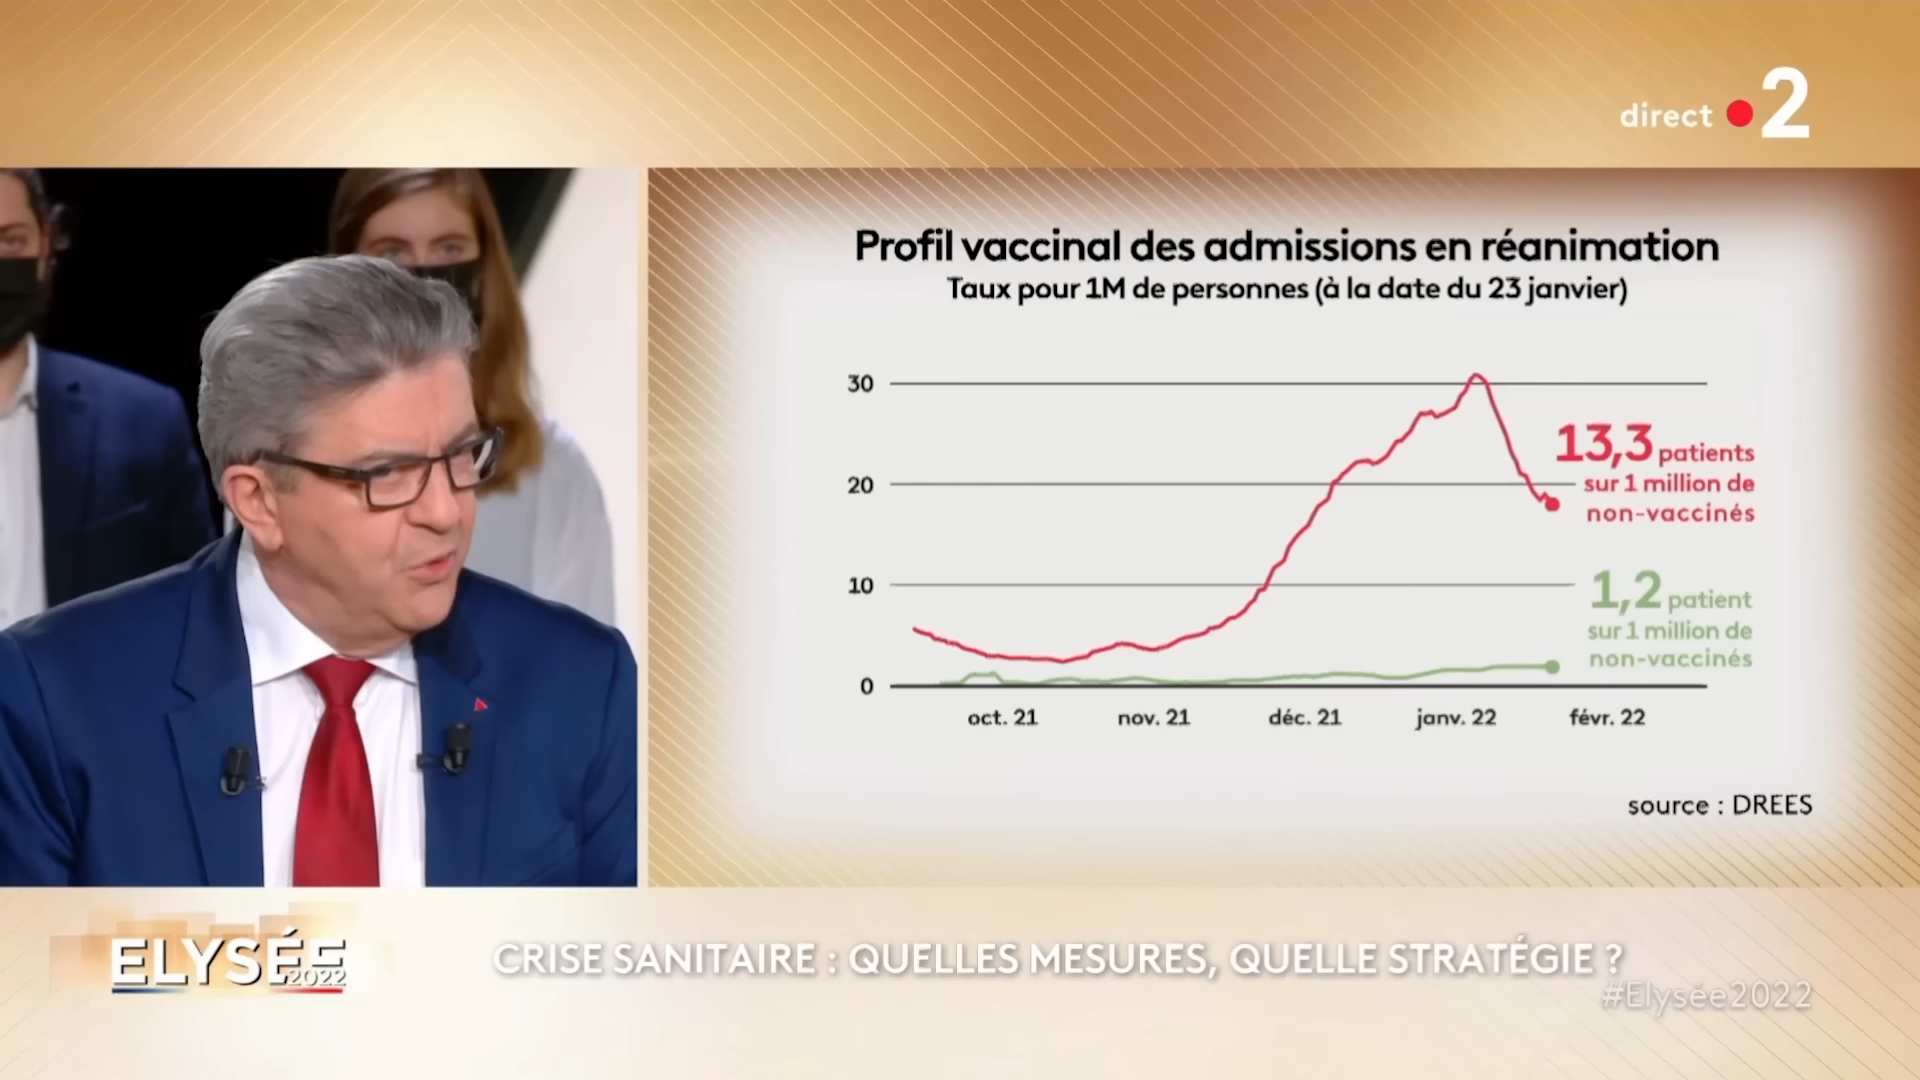 direct 2
Profil vaccinal des admissions en réanimation
Taux pour 1M de personnes (à la date du 23 janvier)
30
20
10
0
13,3 patients
sur 1 million de
non-vaccinés
1,2 patient
sur 1 million de
non-vaccinés
oct. 21 nov. 21 déc. 21 janv. 22 févr. 22
source : DREES
ELYSÉE
2022
CRISE SANITAIRE : QUELLES MESURES, QUELLE STRATÉGIE ?
#Elysée2022